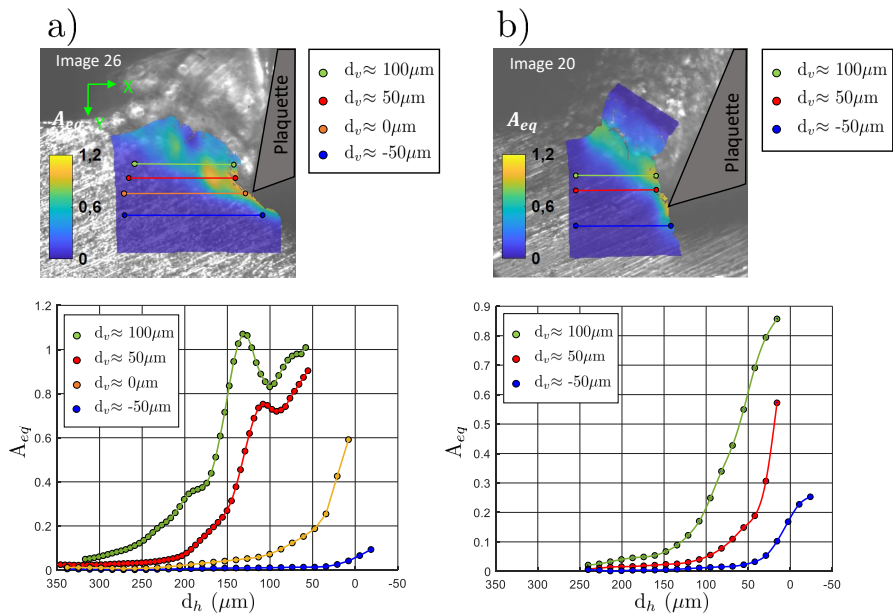 a)
Image 26
X
Y
A_eq
1,2
0,6
0
Plaquette
d_v≈ 100μm
d_v≈ 50μm
d_v≈ 0μm
d_v≈ -50μm
b)
Image 20
A_eq
1,2
0,6
0
Plaquette
d_v≈ 100μm
d_v≈ 50μm
d_v≈ -50μm
1.2
1
0.8
0.6
0.4
0.2
0
A_eq
d_v≈ 100μm
d_v≈ 50μm
d_v≈ 0μm
d_v≈ -50μm
350 300 250 200 150 100 50 0 -50
d_h (μm)
0.9
0.8
0.7
0.6
0.5
0.4
0.3
0.2
0.1
0
A_eq
d_v≈ 100μm
d_v≈ 50μm
d_v≈ -50μm
350 300 250 200 150 100 50 0 -50
d_h (μm)